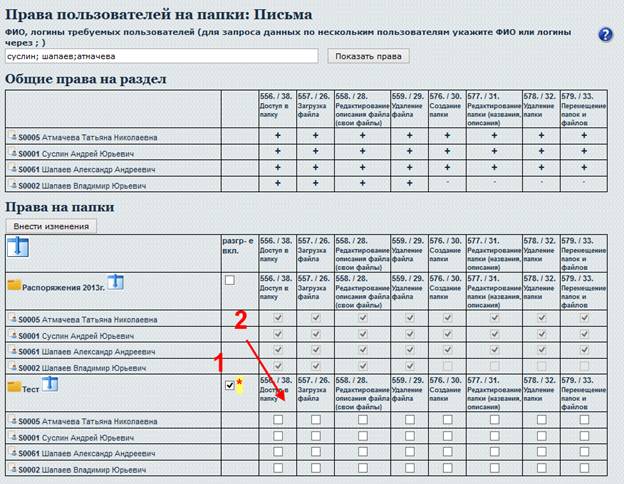 Права пользователей на папки: Письма
ФИО, логины требуемых пользователей (для запроса данных по нескольким пользователям укажите ФИО или логины
через ; )
?
суслин; шапаев;атмачева Показать права
Общие права на раздел
556. / 38. Доступ в папку 557. / 26. Загрузка файла 558. / 28. Редактирование описания файла (свои файлы) 559. / 29. Удаление файла 576. / 30. Создание папки 577. / 31. Редактирование папки (названия, описания) 578. / 32. Удаление папки 579. / 33. Перемещение папок и файлов
S0005 Атмачева Татьяна Николаевна + + + + + + + +
S0001 Суслин Андрей Юрьевич + + + + + + + +
S0061 Шапаев Александр Андреевич + + + + + + + +
S0002 Шапаев Владимир Юрьевич + + + + - - - -
Права на папки
Внести изменения
разгр- е вкл. 556. / 38. Доступ в папку 557. / 26. Загрузка файла 558. / 28. Редактирование описания файла (свои файлы) 559. / 29. Удаление файла 576. / 30. Создание папки 577. / 31. Редактирование папки (названия, описания) 578. / 32. Удаление папки 579. / 33. Перемещение папок и файлов
Распоряжения 2013г. 556. / 38. Доступ в папку 557. / 26. Загрузка файла 558. / 28. Редактирование описания файла (свои файлы) 559. / 29. Удаление файла 576. / 30. Создание папки 577. / 31. Редактирование папки (названия, описания) 578. / 32. Удаление папки 579. / 33. Перемещение папок и файлов
S0005 Атмачева Татьяна Николаевна
2
S0001 Суслин Андрей Юрьевич
S0061 Шапаев Александр Андреевич
1
S0002 Шапаев Владимир Юрьевич
Тест * 556. / 38. Доступ в папку 557. / 26. Загрузка файла 558. / 28. Редактирование описания файла (свои файлы) 559. / 29. Удаление файла 576. / 30. Создание папки 577. / 31. Редактирование папки (названия, описания) 578. / 32. Удаление папки 579. / 33. Перемещение папок и файлов
S0005 Атмачева Татьяна Николаевна
S0001 Суслин Андрей Юрьевич
S0061 Шапаев Александр Андреевич
S0002 Шапаев Владимир Юрьевич